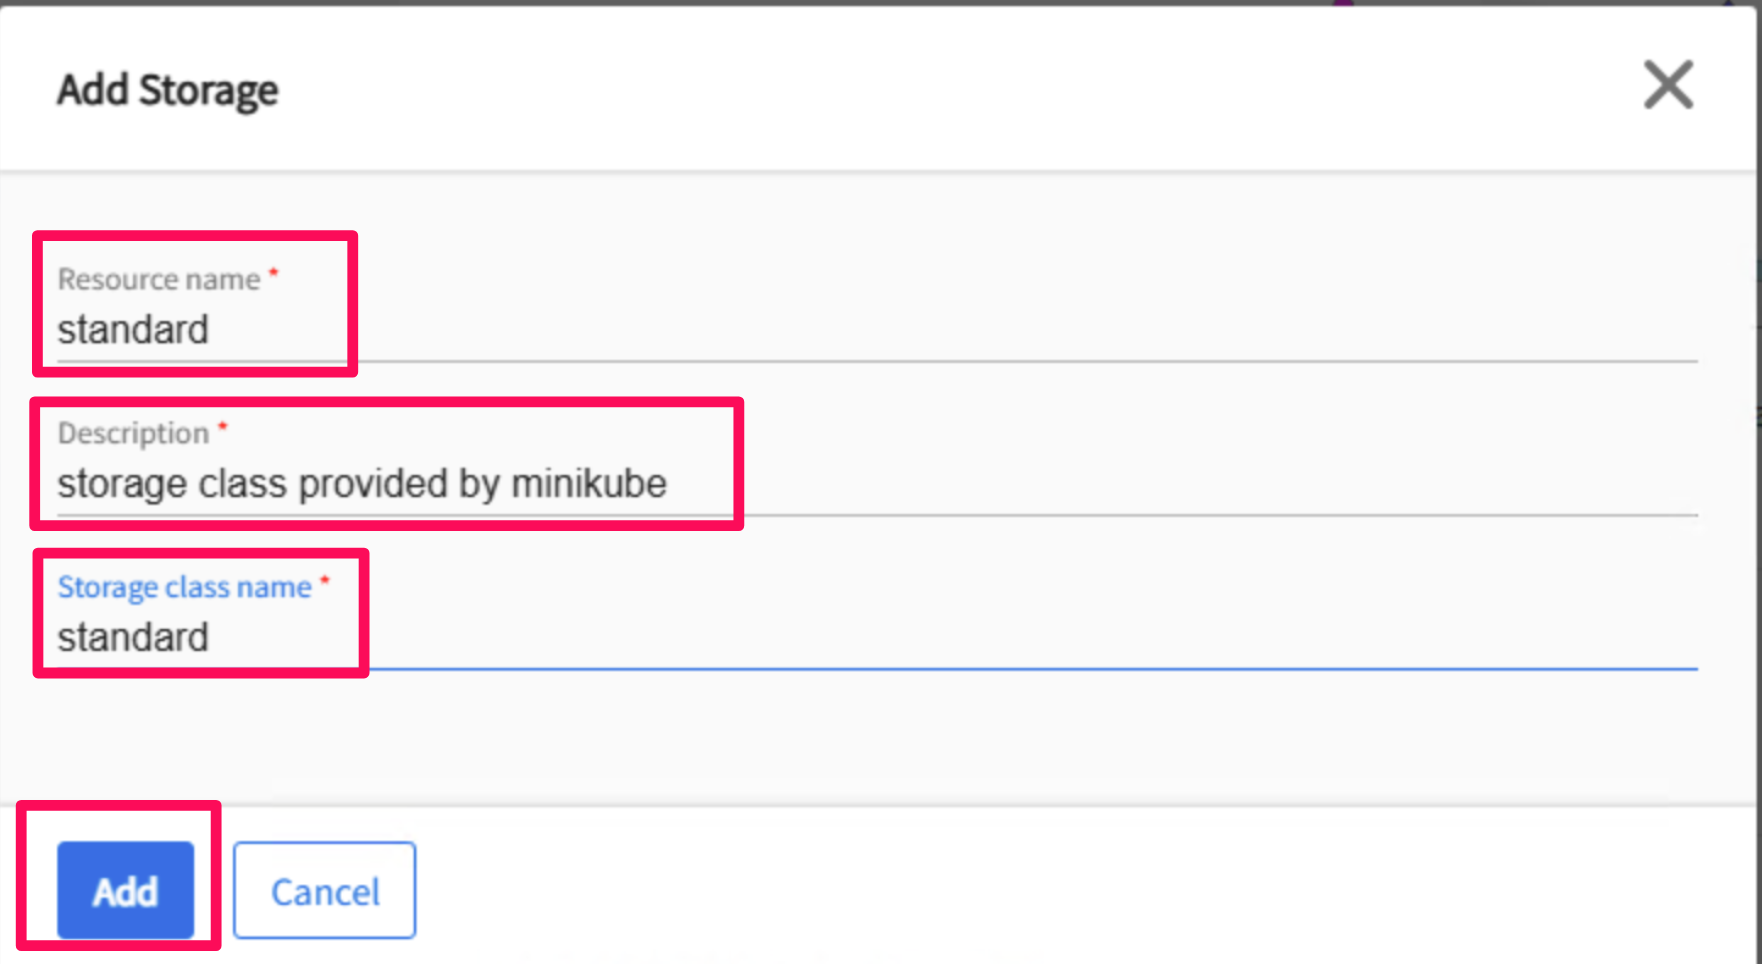 Add Storage
Resource name *
standard
Description *
storage class provided by minikube
Storage class name *
standard
Add
Cancel